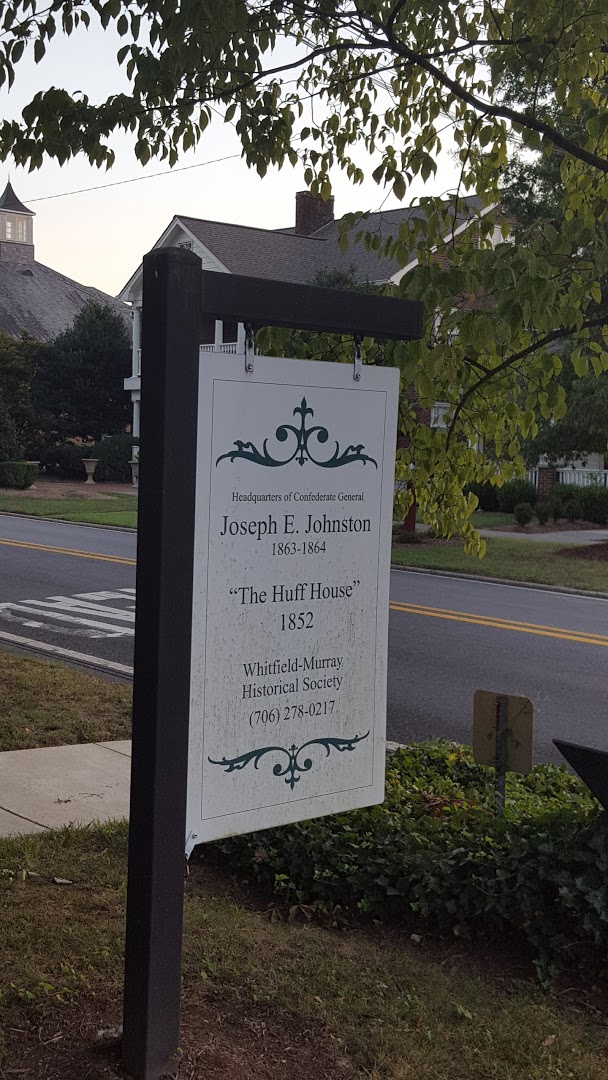 Headquarters of Confederate General
Joseph E. Johnston
1863-1864
"The Huff House"
1852
Whitfield-Murray
Historical Society
(706) 278-0217